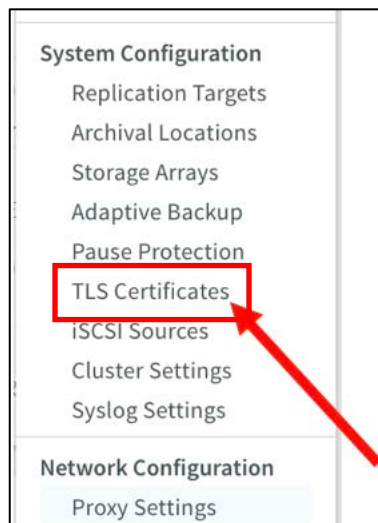 System Configuration
Replication Targets
Archival Locations
Storage Arrays
Adaptive Backup
Pause Protection
TLS Certificates
iSCSI Sources
Cluster Settings
Syslog Settings
Network Configuration
Proxy Settings